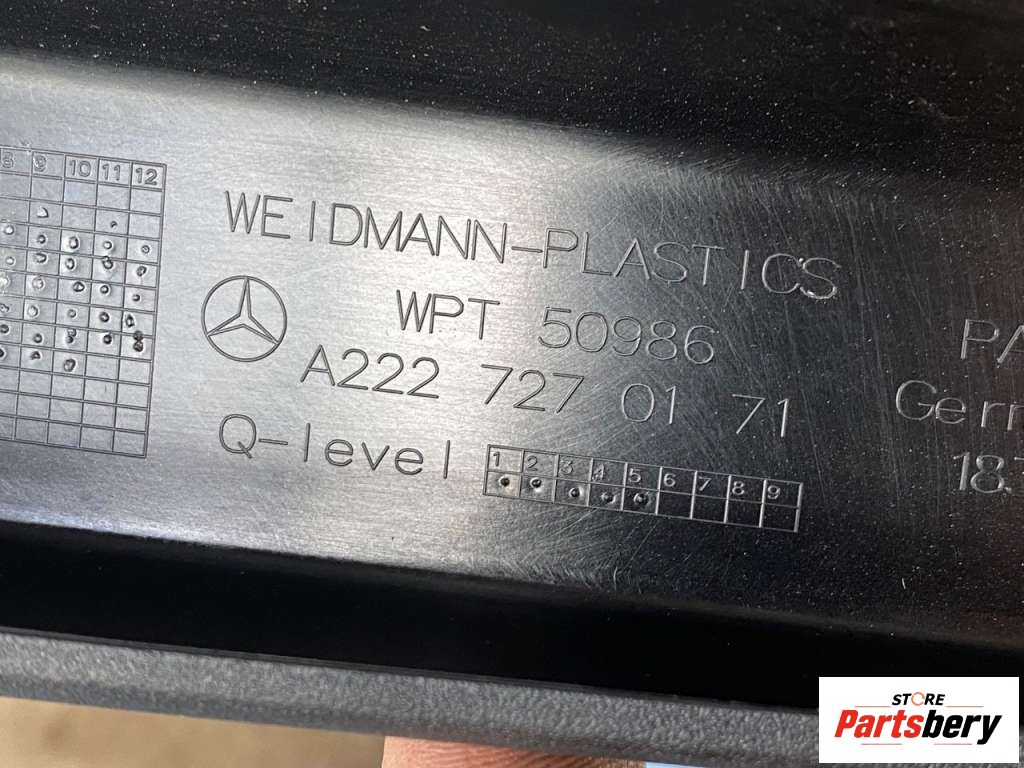 8 9 10 11 12
WEIDMANN-PLASTICS
WPT 50986
A222 727 01 71
Q-level
1 2 3 4 5 6 7 8 9
STORE
Partsbery